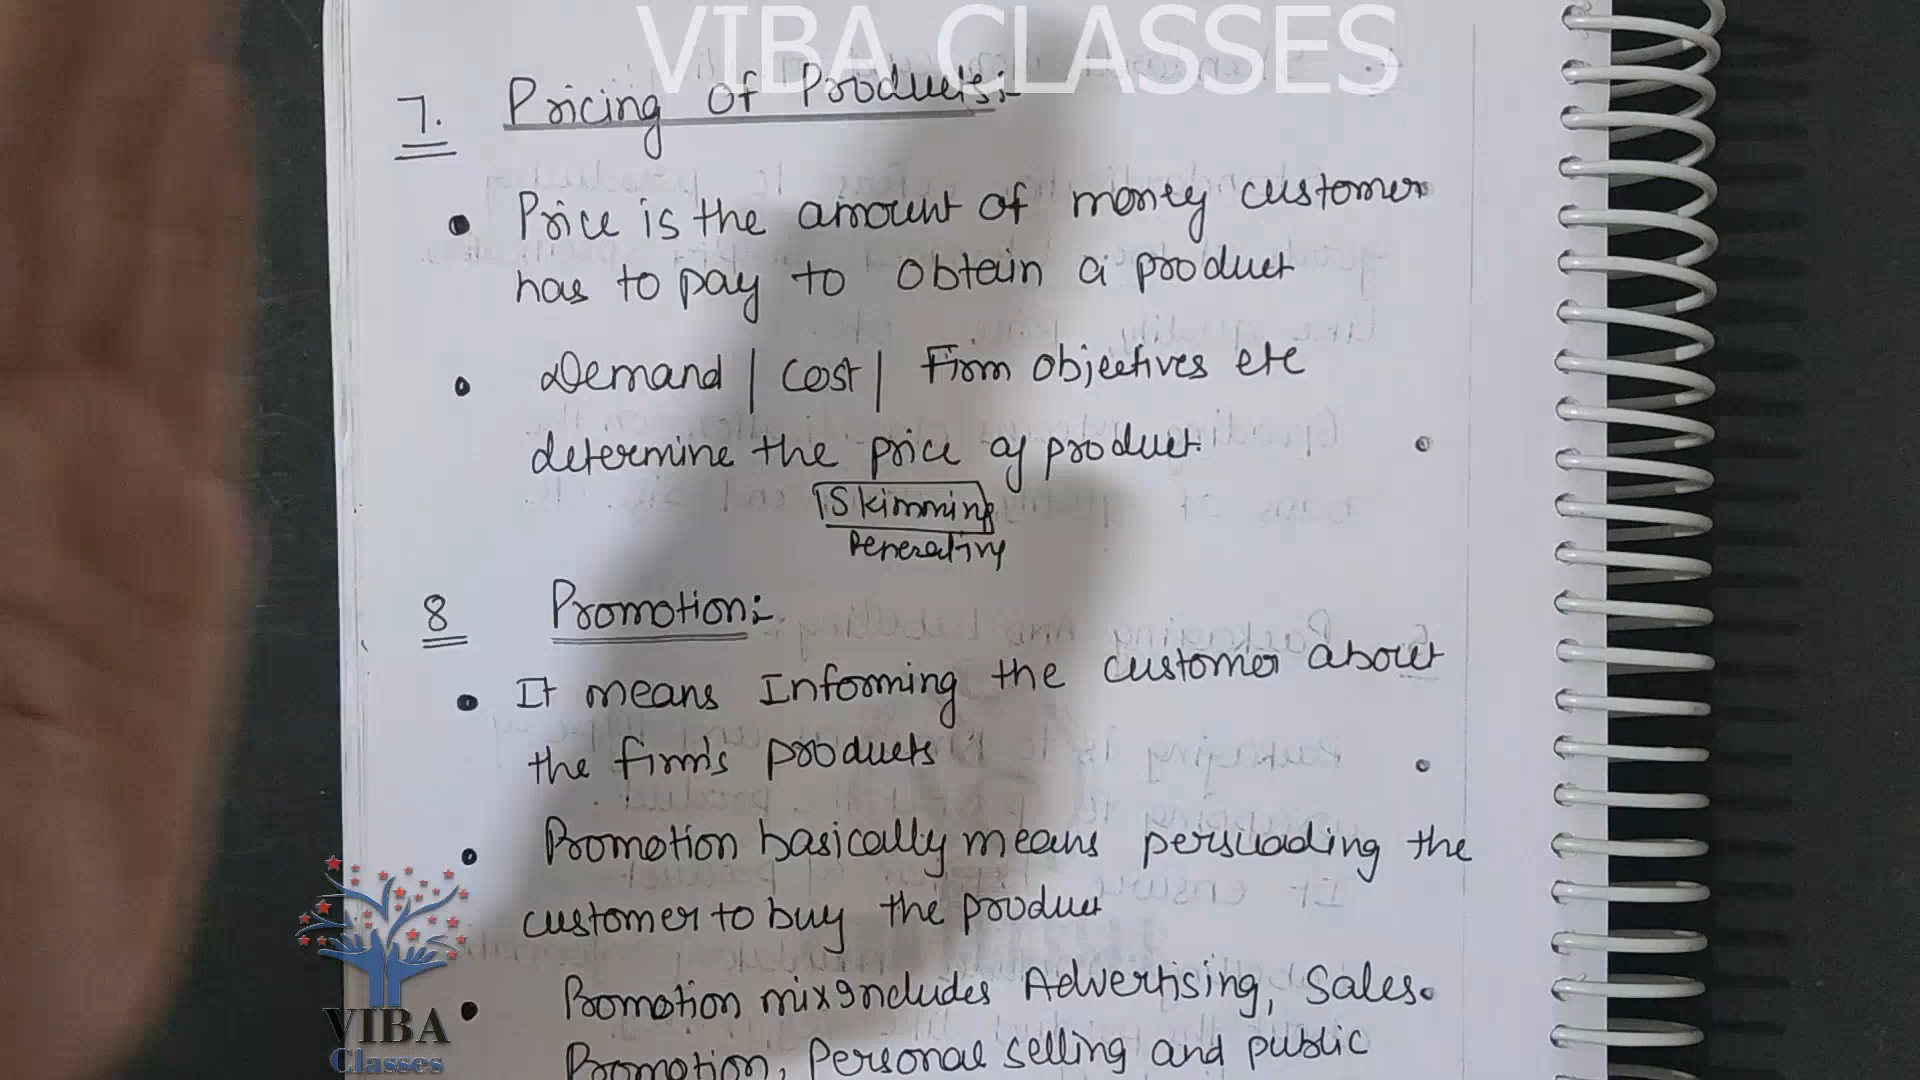 VIBA CLASSES
7. Pricing of Products:-
• Price is the amount of money customer
has to pay to obtain a product
• Demand | Cost | Firm objectives etc
determine the price of product.
Skimming
8 Promotion:-
• It means Informing the customer about
the firm's products
• Promotion basically means persuading the
customer to buy the product
• Promotion mix includes Advertising, Sales
Promotion, Personal selling and public
VIBA
Classes